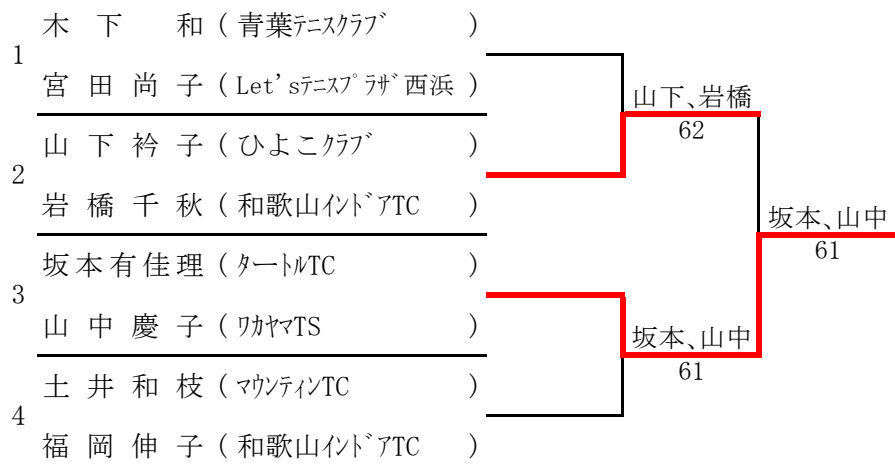 木下 和 ( 青葉ﾃﾆｽｸﾗﾌﾞ )
1
宮田尚子 ( Let'sﾃﾆｽﾌﾟﾗｻﾞ西浜 )
山下、岩橋
62
山下衿子 ( ひよこｸﾗﾌﾞ )
2
岩橋千秋 ( 和歌山ｲﾝﾄﾞｱTC )
坂本、山中
61
坂本有佳理 ( ﾀｰﾄﾙTC )
3
山中慶子 ( ﾜｶﾔﾏTS )
坂本、山中
61
土井和枝 ( ﾏｳﾝﾃｨﾝTC )
4
福岡伸子 ( 和歌山ｲﾝﾄﾞｱTC )